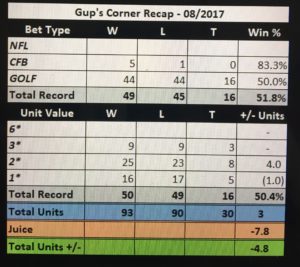 Gup's Corner Recap - 08/2017
Bet Type W L T Win %
NFL
CFB 5 1 0 83.3%
GOLF 44 44 16 50.0%
Total Record 49 45 16 51.8%
Unit Value W L T +/- Units
6* -
3* 9 9 3 -
2* 25 23 8 4.0
1* 16 17 5 (1.0)
Total Record 50 49 16 50.4%
Total Units 93 90 30 3
Juice -7.8
Total Units +/- -4.8